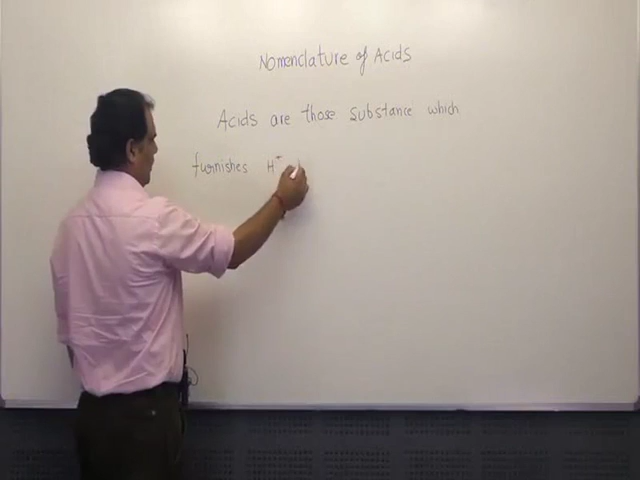 Nomenclature of Acids
Acids are those substance which
furnishes H⁺